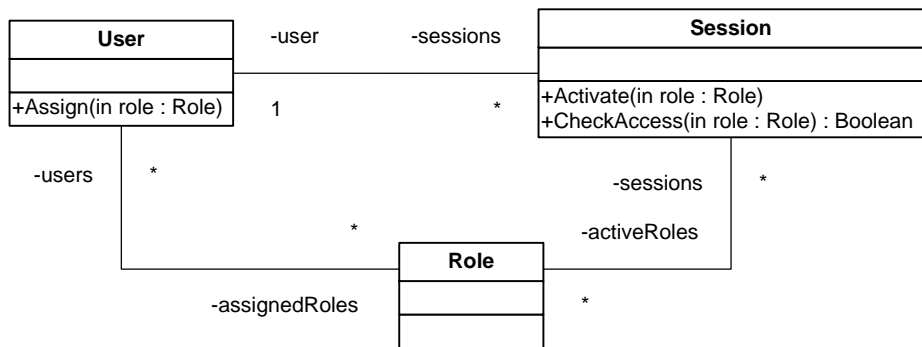 User
-user
-sessions
Session
+Assign(in role : Role)
1
*
+Activate(in role : Role)
+CheckAccess(in role : Role) : Boolean
-users
*
-sessions
*
*
-activeRoles
Role
-assignedRoles
*